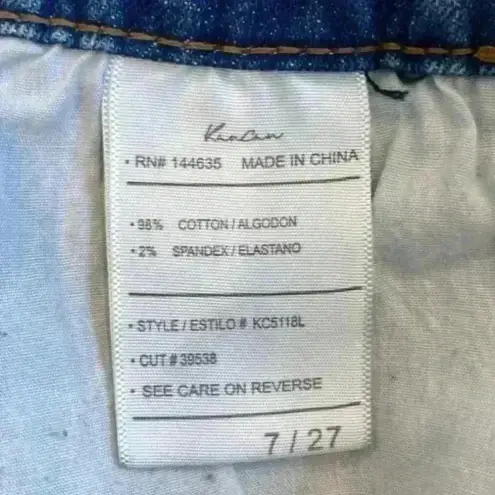 KanCan
• RN# 144635 MADE IN CHINA
• 98% COTTON / ALGODON
• 2% SPANDEX / ELASTANO
• STYLE / ESTILO # KC5118L
• CUT # 39538
• SEE CARE ON REVERSE
7 / 27